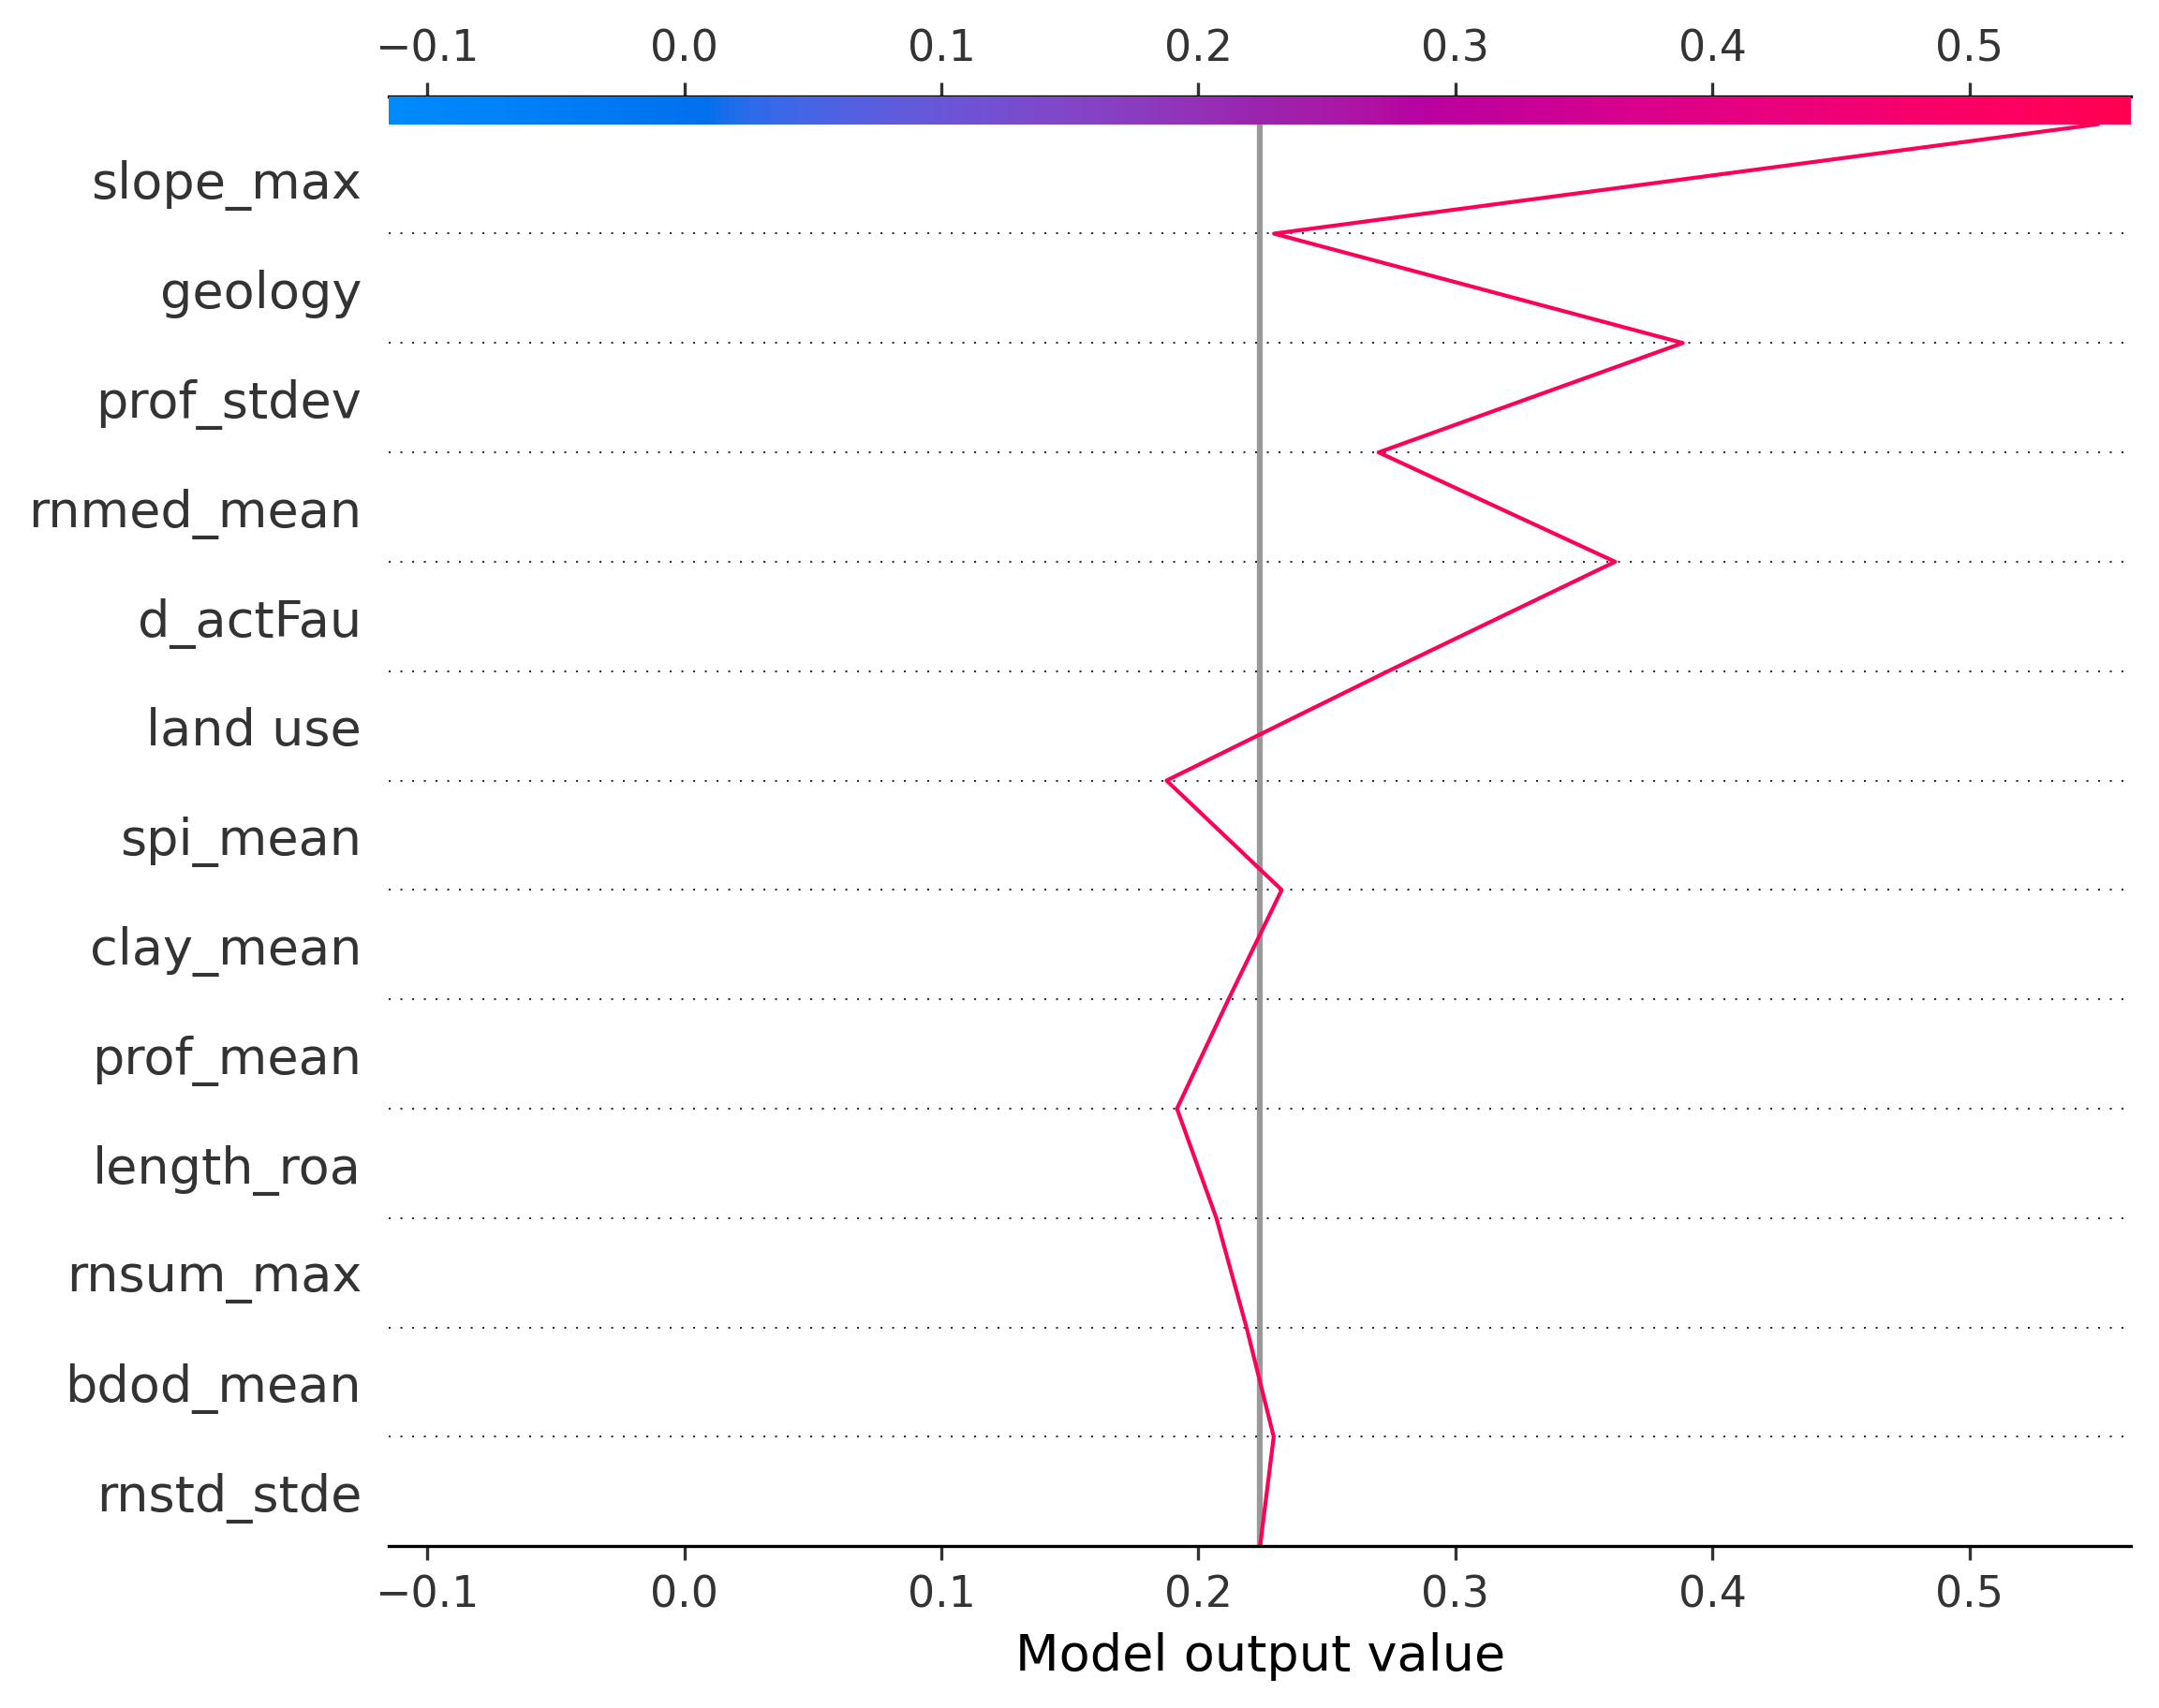 −0.1 0.0 0.1 0.2 0.3 0.4 0.5
slope_max
geology
prof_stdev
rnmed_mean
d_actFau
land use
spi_mean
clay_mean
prof_mean
length_roa
rnsum_max
bdod_mean
rnstd_stde
−0.1 0.0 0.1 0.2 0.3 0.4 0.5
Model output value